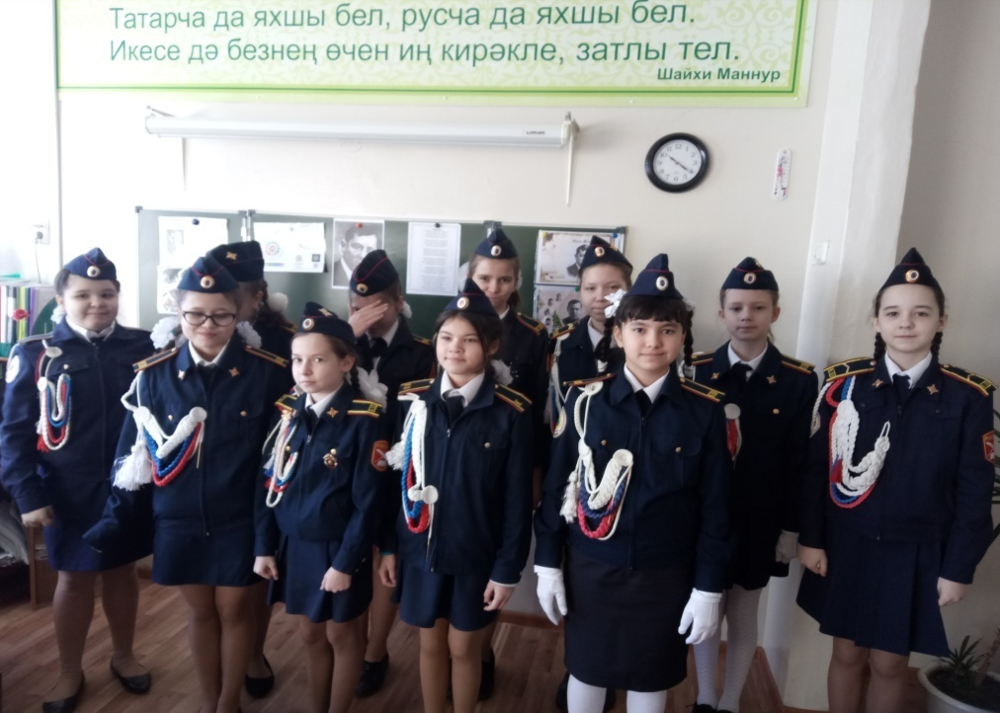 Татарча да яхшы бел, русча да яхшы бел.
Икесе дә безнең өчен иң кирәкле, затлы тел.
Шайхи Маннур